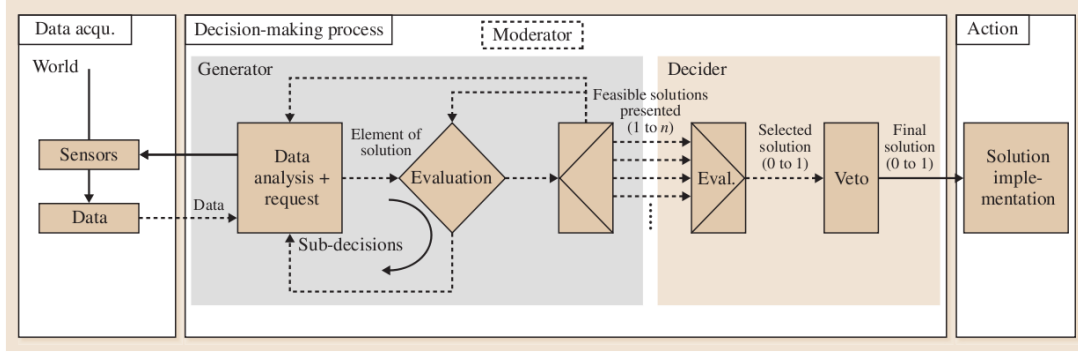 Data acqu.
Decision-making process
Moderator
Action
World
Generator
Decider
Feasible solutions
presented
(1 to n)
Element of
solution
Selected
solution
(0 to 1)
Final
solution
(0 to 1)
Sensors
Data
analysis +
request
Evaluation
Eval.
Veto
Solution
imple-
mentation
Data
Data
Sub-decisions